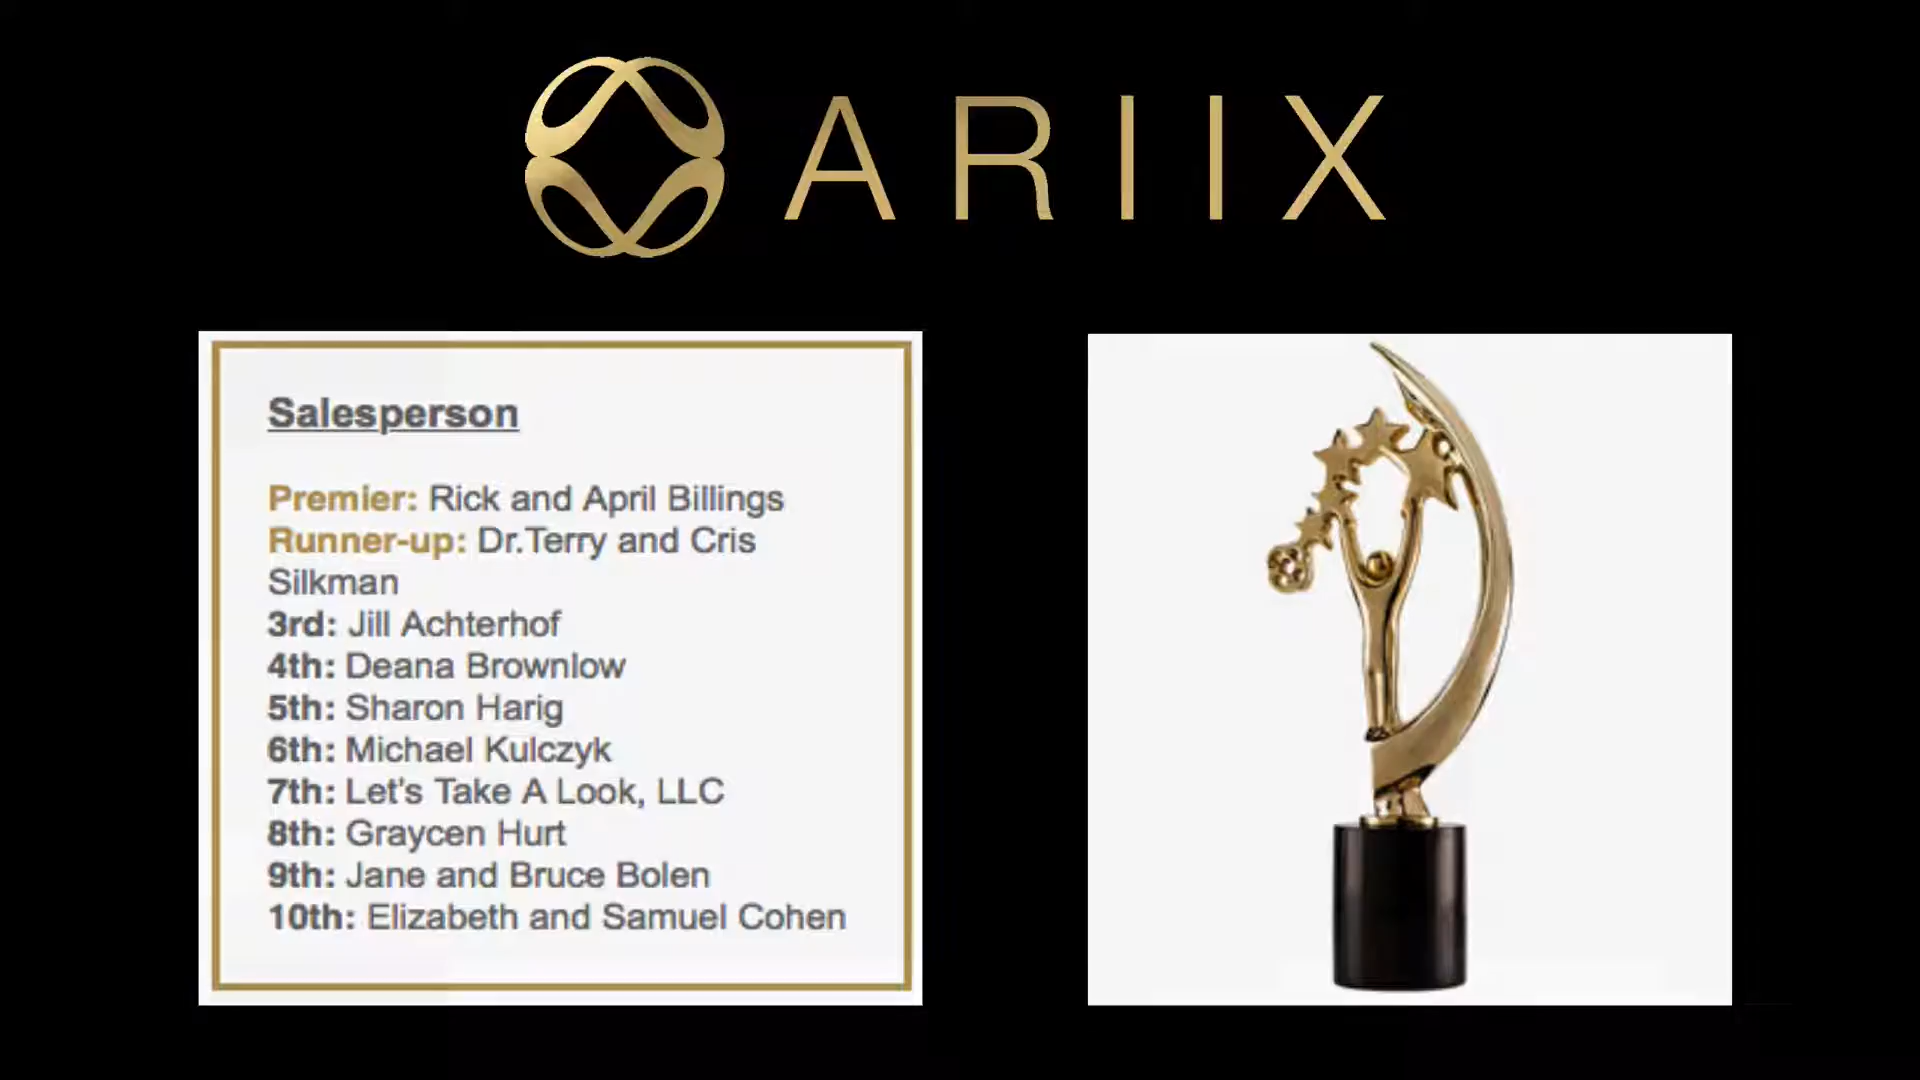 ARIIX
Salesperson
Premier: Rick and April Billings
Runner-up: Dr.Terry and Cris
Silkman
3rd: Jill Achterhof
4th: Deana Brownlow
5th: Sharon Harig
6th: Michael Kulczyk
7th: Let's Take A Look, LLC
8th: Graycen Hurt
9th: Jane and Bruce Bolen
10th: Elizabeth and Samuel Cohen